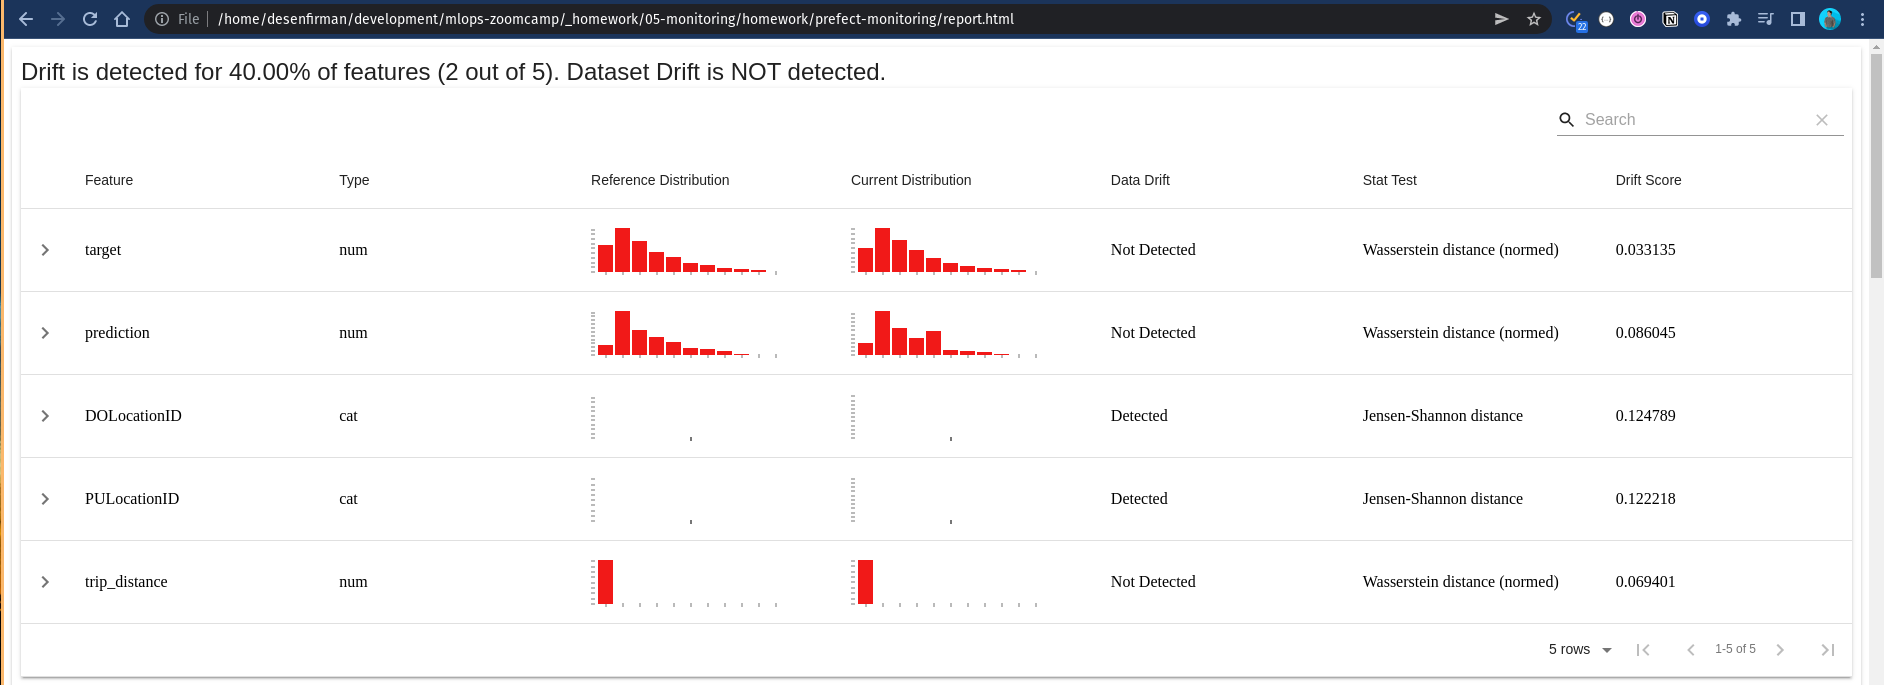 File | /home/desenfirman/development/mlops-zoomcamp/_homework/05-monitoring/homework/prefect-monitoring/report.html
22
Drift is detected for 40.00% of features (2 out of 5). Dataset Drift is NOT detected.
Search
Feature Type Reference Distribution Current Distribution Data Drift Stat Test Drift Score
target num Not Detected Wasserstein distance (normed) 0.033135
prediction num Not Detected Wasserstein distance (normed) 0.086045
DOLocationID cat Detected Jensen-Shannon distance 0.124789
PULocationID cat Detected Jensen-Shannon distance 0.122218
trip_distance num Not Detected Wasserstein distance (normed) 0.069401
5 rows 1-5 of 5